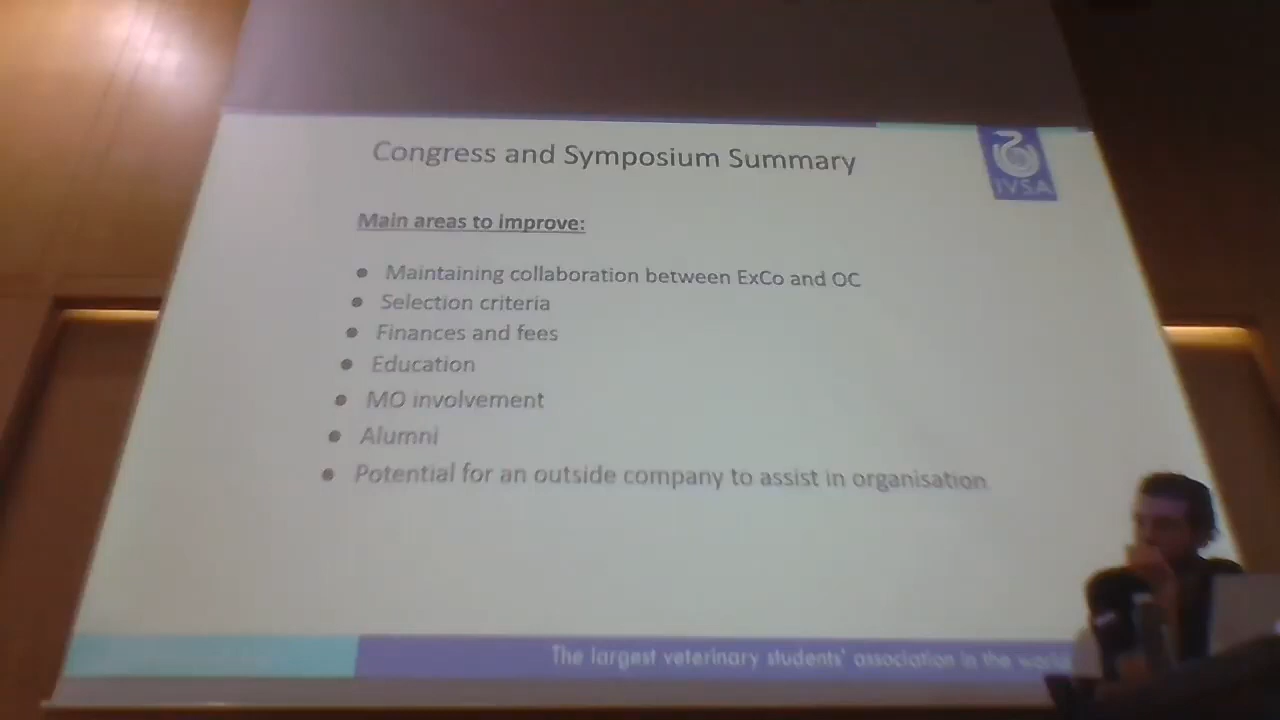 Congress and Symposium Summary
IVSA
Main areas to improve:
● Maintaining collaboration between ExCo and OC
● Selection criteria
● Finances and fees
● Education
● MO involvement
● Alumni
● Potential for an outside company to assist in organisation
The largest veterinary students' association in the world